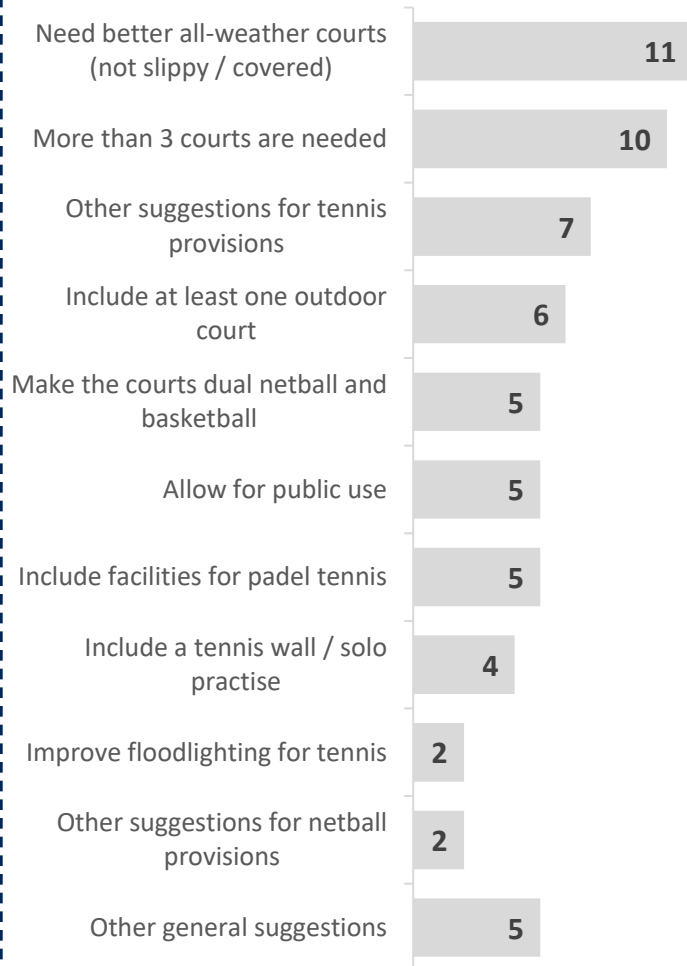 Need better all-weather courts
(not slippy / covered)
11
More than 3 courts are needed
10
Other suggestions for tennis
provisions
7
Include at least one outdoor
court
6
Make the courts dual netball and
basketball
5
Allow for public use
5
Include facilities for padel tennis
5
Include a tennis wall / solo
practise
4
Improve floodlighting for tennis
2
Other suggestions for netball
provisions
2
Other general suggestions
5